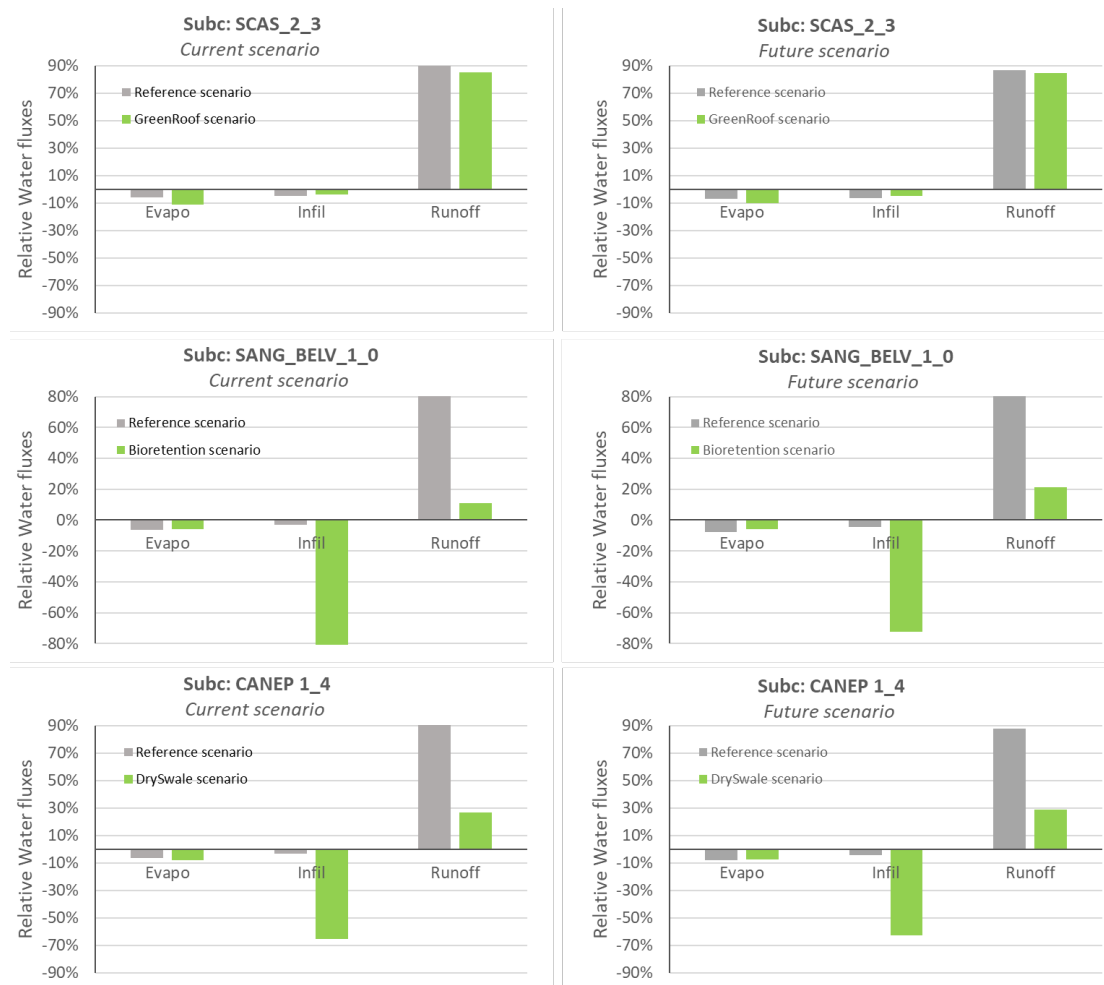 Subc: SCAS_2_3
Current scenario
Relative Water fluxes
90%
70%
50%
30%
10%
-10%
-30%
-50%
-70%
-90%
Reference scenario
GreenRoof scenario
Evapo
Infil
Runoff
Subc: SCAS_2_3
Future scenario
Relative Water fluxes
90%
70%
50%
30%
10%
-10%
-30%
-50%
-70%
-90%
Reference scenario
GreenRoof scenario
Evapo
Infil
Runoff
Subc: SANG_BELV_1_0
Current scenario
Relative Water fluxes
80%
60%
40%
20%
0%
-20%
-40%
-60%
-80%
Reference scenario
Bioretention scenario
Evapo
Infil
Runoff
Subc: SANG_BELV_1_0
Future scenario
Relative Water fluxes
80%
60%
40%
20%
0%
-20%
-40%
-60%
-80%
Reference scenario
Bioretention scenario
Evapo
Infil
Runoff
Subc: CANEP 1_4
Current scenario
Relative Water fluxes
90%
70%
50%
30%
10%
-10%
-30%
-50%
-70%
-90%
Reference scenario
DrySwale scenario
Evapo
Infil
Runoff
Subc: CANEP 1_4
Future scenario
Relative Water fluxes
90%
70%
50%
30%
10%
-10%
-30%
-50%
-70%
-90%
Reference scenario
DrySwale scenario
Evapo
Infil
Runoff